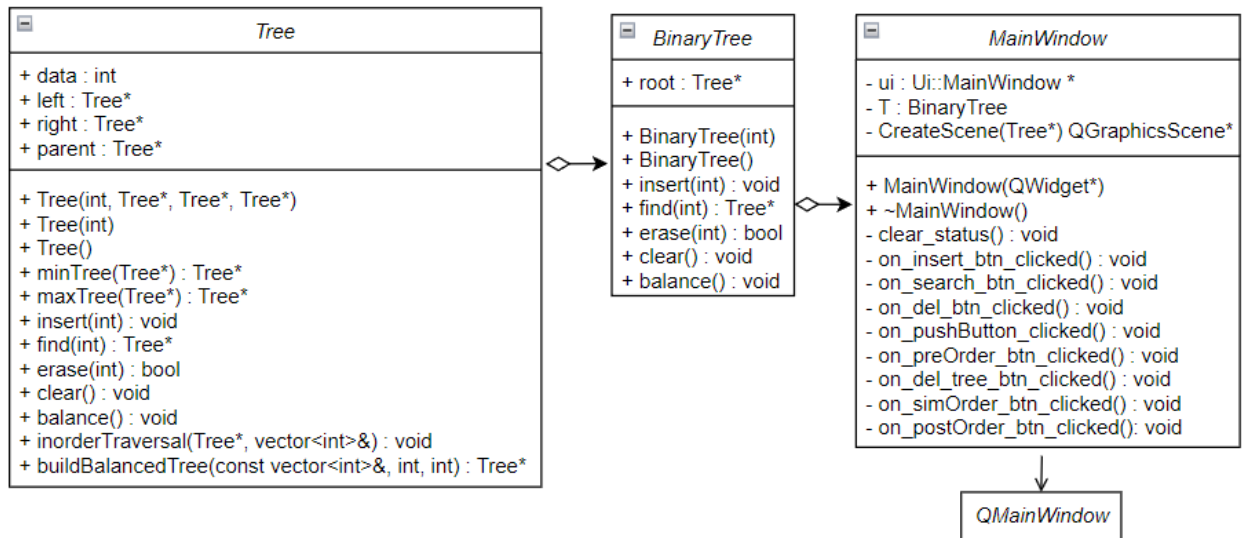 Tree
+ data : int
+ left : Tree*
+ right : Tree*
+ parent : Tree*
+ Tree(int, Tree*, Tree*, Tree*)
+ Tree(int)
+ Tree()
+ minTree(Tree*) : Tree*
+ maxTree(Tree*) : Tree*
+ insert(int) : void
+ find(int) : Tree*
+ erase(int) : bool
+ clear() : void
+ balance() : void
+ inorderTraversal(Tree*, vector<int>&) : void
+ buildBalancedTree(const vector<int>&, int, int) : Tree*
BinaryTree
+ root : Tree*
+ BinaryTree(int)
+ BinaryTree()
+ insert(int) : void
+ find(int) : Tree*
+ erase(int) : bool
+ clear() : void
+ balance() : void
MainWindow
- ui : Ui::MainWindow *
- T : BinaryTree
- CreateScene(Tree*) QGraphicsScene*
+ MainWindow(QWidget*)
+ ~MainWindow()
- clear_status() : void
- on_insert_btn_clicked() : void
- on_search_btn_clicked() : void
- on_del_btn_clicked() : void
- on_pushButton_clicked() : void
- on_preOrder_btn_clicked() : void
- on_del_tree_btn_clicked() : void
- on_simOrder_btn_clicked() : void
- on_postOrder_btn_clicked(): void
QMainWindow